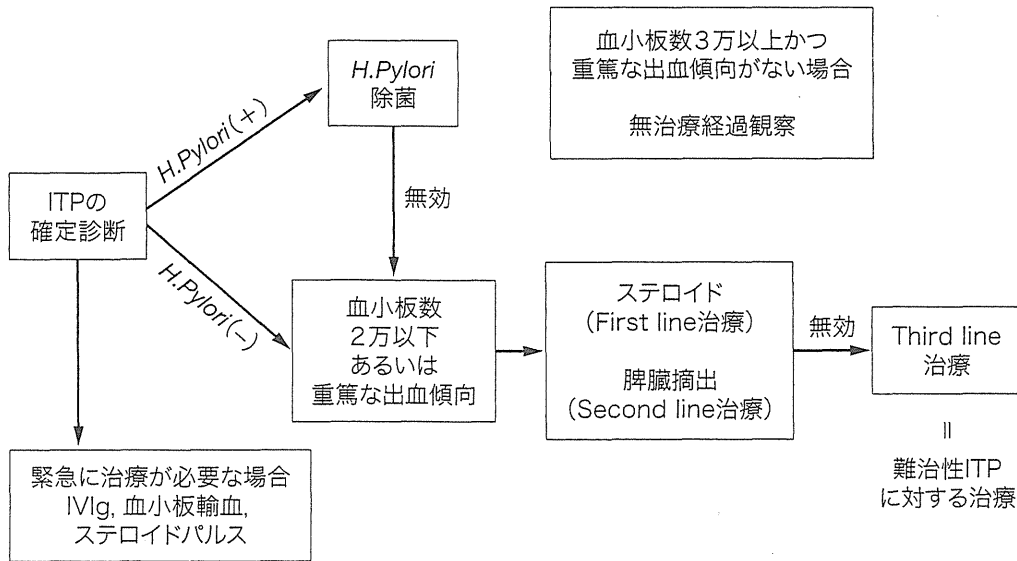 ITPの
確定診断
H.Pylori(+)
H.Pylori
除菌
無効
H.Pylori(−)
血小板数
2万以下
あるいは
重篤な出血傾向
血小板数3万以上かつ
重篤な出血傾向がない場合
無治療経過観察
ステロイド
(First line治療)
脾臓摘出
(Second line治療)
無効
Third line
治療
=
難治性ITP
に対する治療
緊急に治療が必要な場合
IVIg, 血小板輸血,
ステロイドパルス